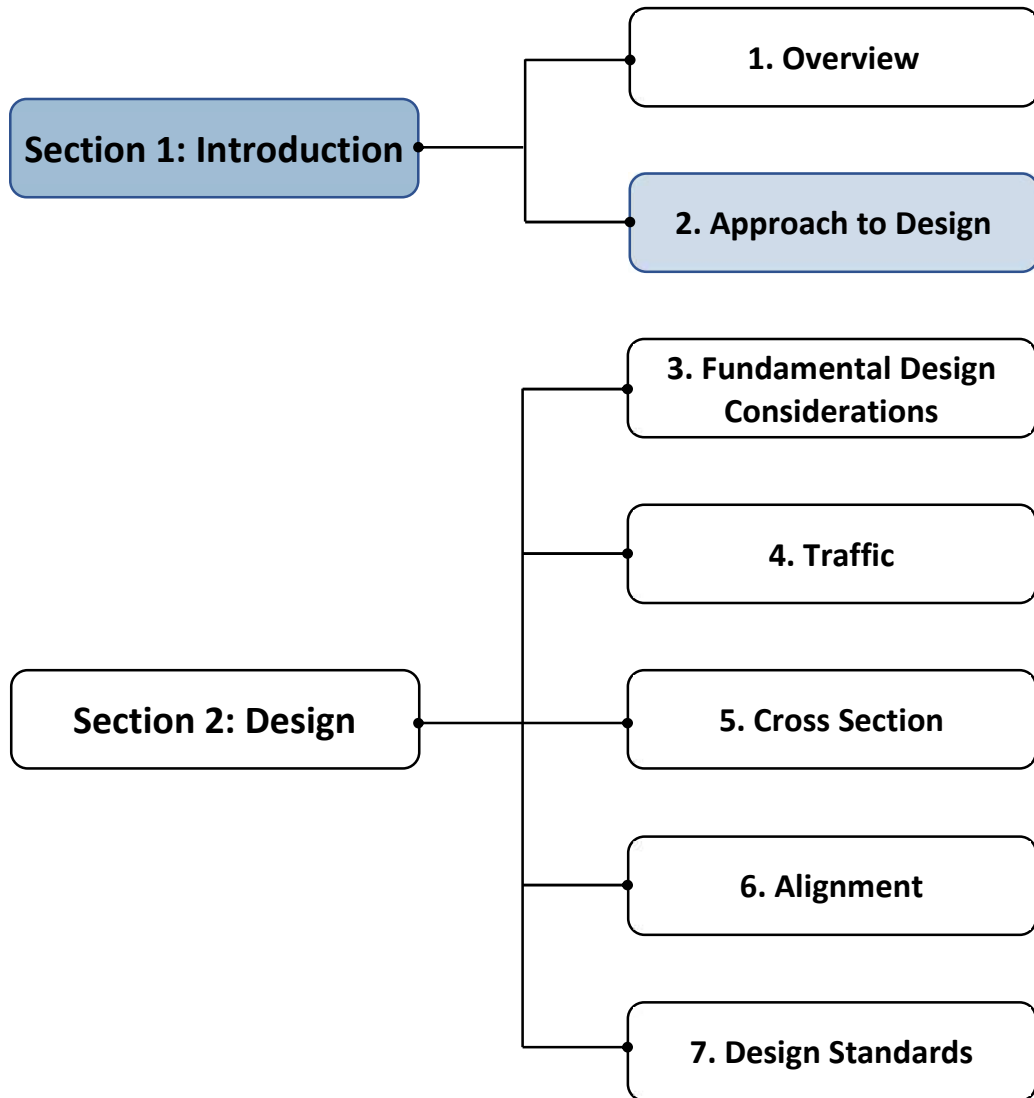 1. Overview
Section 1: Introduction
2. Approach to Design
3. Fundamental Design
Considerations
4. Traffic
Section 2: Design
5. Cross Section
6. Alignment
7. Design Standards